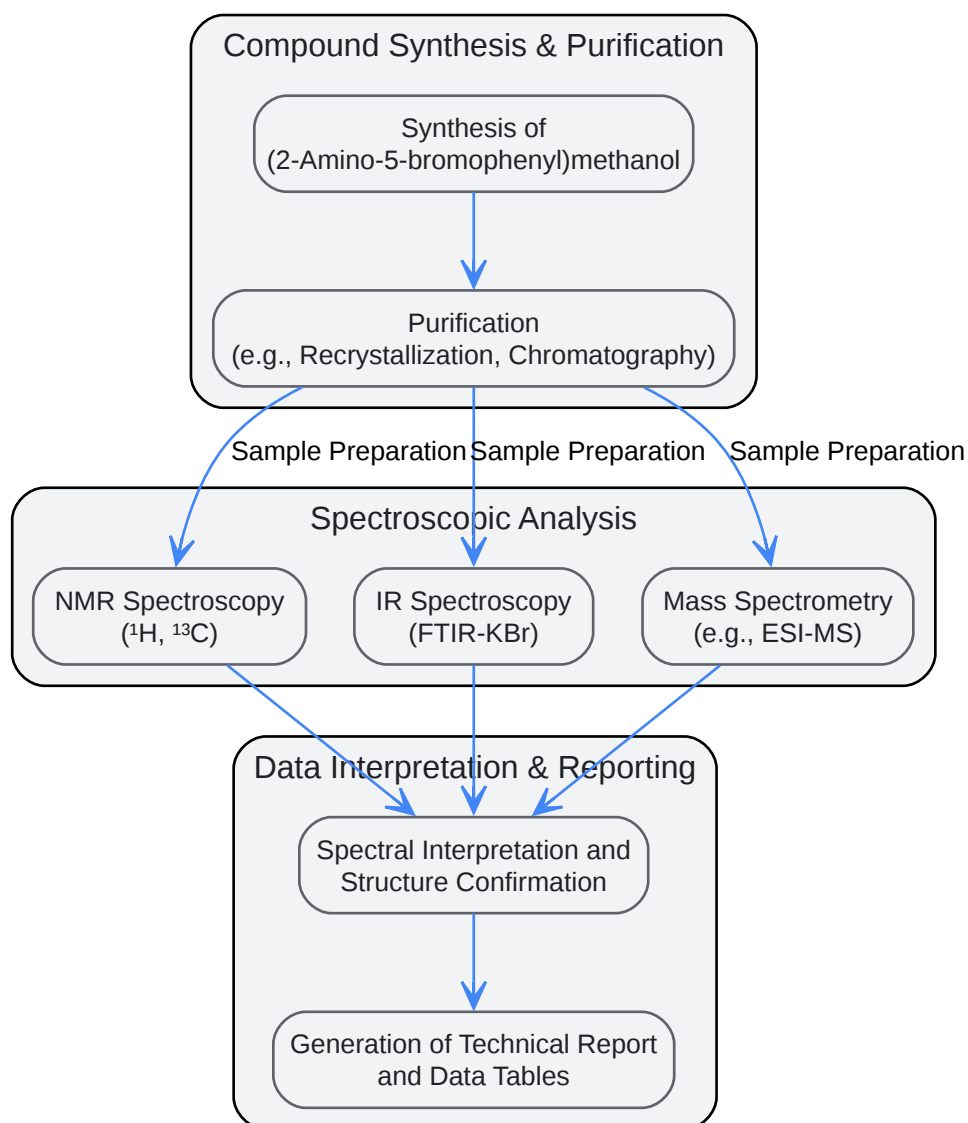 Compound Synthesis & Purification
Synthesis of
(2-Amino-5-bromophenyl)methanol
Purification
(e.g., Recrystallization, Chromatography)
Sample Preparation
Sample Preparation
Sample Preparation
Spectroscopic Analysis
NMR Spectroscopy
(¹H, ¹³C)
IR Spectroscopy
(FTIR-KBr)
Mass Spectrometry
(e.g., ESI-MS)
Data Interpretation & Reporting
Spectral Interpretation and
Structure Confirmation
Generation of Technical Report
and Data Tables